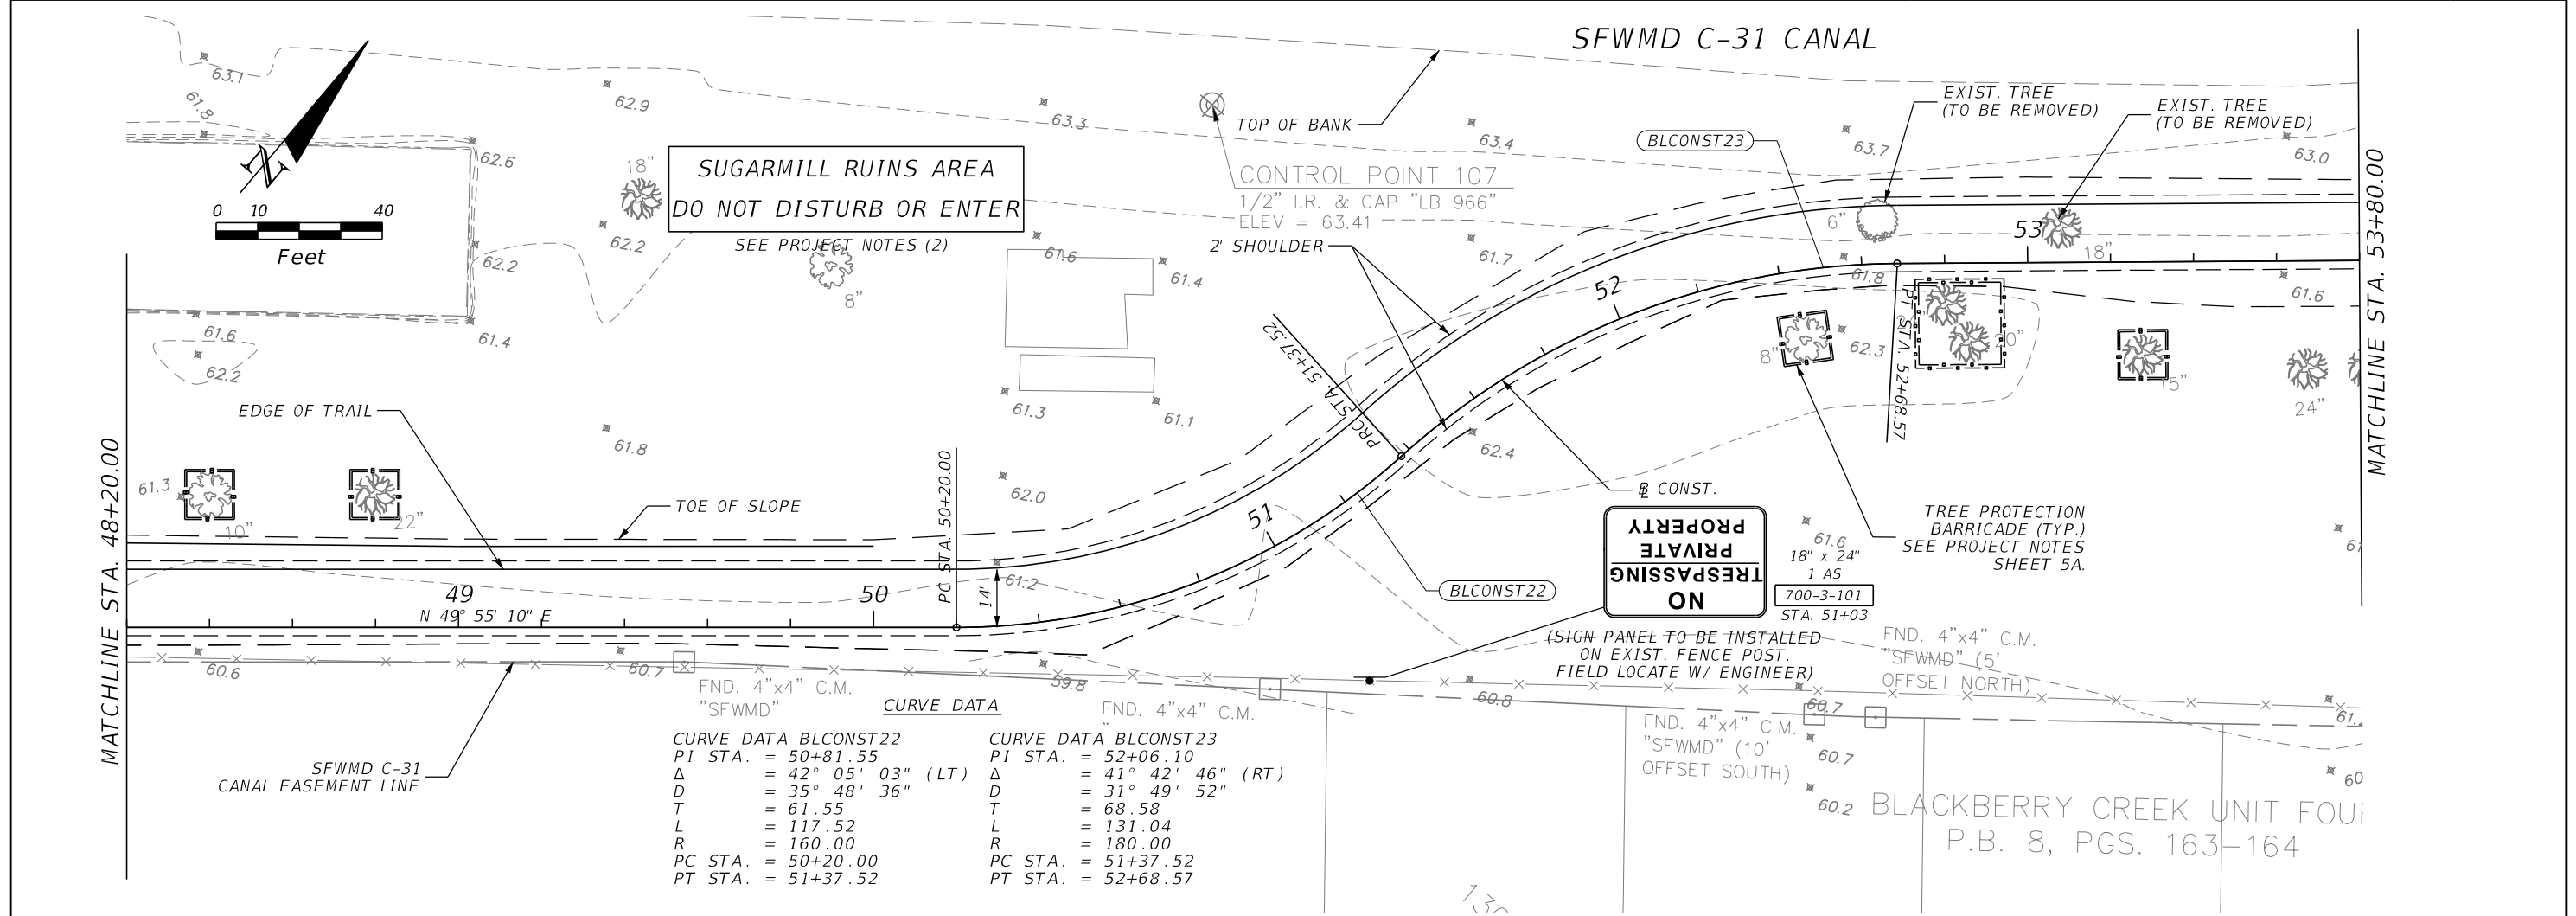 SFWMD C-31 CANAL
63.1
61.8
62.9
63.3
TOP OF BANK
63.4
BLCONST23
63.7
EXIST. TREE
(TO BE REMOVED)
EXIST. TREE
(TO BE REMOVED)
63.0
N
62.6
18"
SUGARMILL RUINS AREA
DO NOT DISTURB OR ENTER
SEE PROJECT NOTES (2)
CONTROL POINT 107
1/2" I.R. & CAP "LB 966"
ELEV = 63.41
2' SHOULDER
0 10 40
Feet
62.2
62.2
8"
61.6
61.4
61.7
6"
53
18"
61.8
61.6
52
61.6
62.2
61.4
61.3
61.1
PRC STA. 51+37.52
8"
62.3
PT STA. 52+68.57
20"
15"
24"
MATCHLINE STA. 53+80.00
EDGE OF TRAIL
61.8
62.4
MATCHLINE STA. 48+20.00
61.3
10"
22"
TOE OF SLOPE
PC STA. 50+20.00
62.0
61.2
14'
51
BL CONST.
BLCONST22
NO
TRESPASSING
PRIVATE
PROPERTY
61.6
18" x 24"
1 AS
700-3-101
STA. 51+03
TREE PROTECTION
BARRICADE (TYP.)
SEE PROJECT NOTES
SHEET 5A.
61
49
50
N 49° 55' 10" E
(SIGN PANEL TO BE INSTALLED
ON EXIST. FENCE POST.
FIELD LOCATE W/ ENGINEER)
FND. 4"x4" C.M.
"SFWMD" (5'
OFFSET NORTH)
60.6
60.7
59.8
60.8
60.7
61.
FND. 4"x4" C.M.
"SFWMD"
FND. 4"x4" C.M.
"
FND. 4"x4" C.M.
"SFWMD" (10'
OFFSET SOUTH)
60.7
60
60.2
SFWMD C-31
CANAL EASEMENT LINE
CURVE DATA
CURVE DATA BLCONST22
PI STA. = 50+81.55
Δ = 42° 05' 03" (LT)
D = 35° 48' 36"
T = 61.55
L = 117.52
R = 160.00
PC STA. = 50+20.00
PT STA. = 51+37.52
CURVE DATA BLCONST23
PI STA. = 52+06.10
Δ = 41° 42' 46" (RT)
D = 31° 49' 52"
T = 68.58
L = 131.04
R = 180.00
PC STA. = 51+37.52
PT STA. = 52+68.57
BLACKBERRY CREEK UNIT FOU
P.B. 8, PGS. 163-164